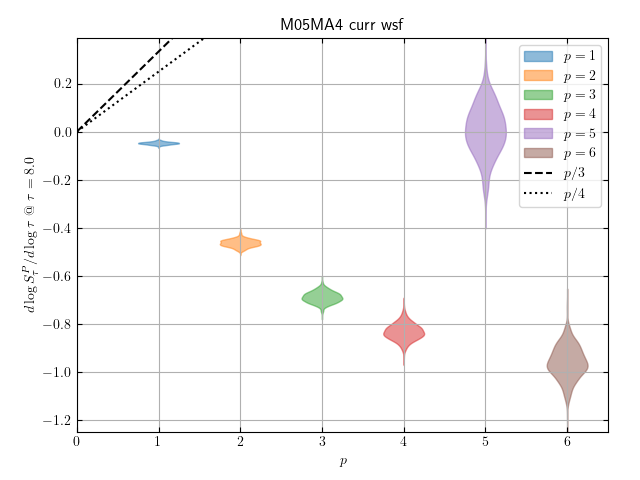 M05MA4 curr wsf
d log S_τ^P / d log τ @ τ = 8.0
0.2
0.0
−0.2
−0.4
−0.6
−0.8
−1.0
−1.2
0 1 2 3 4 5 6
p
p = 1
p = 2
p = 3
p = 4
p = 5
p = 6
p/3
p/4